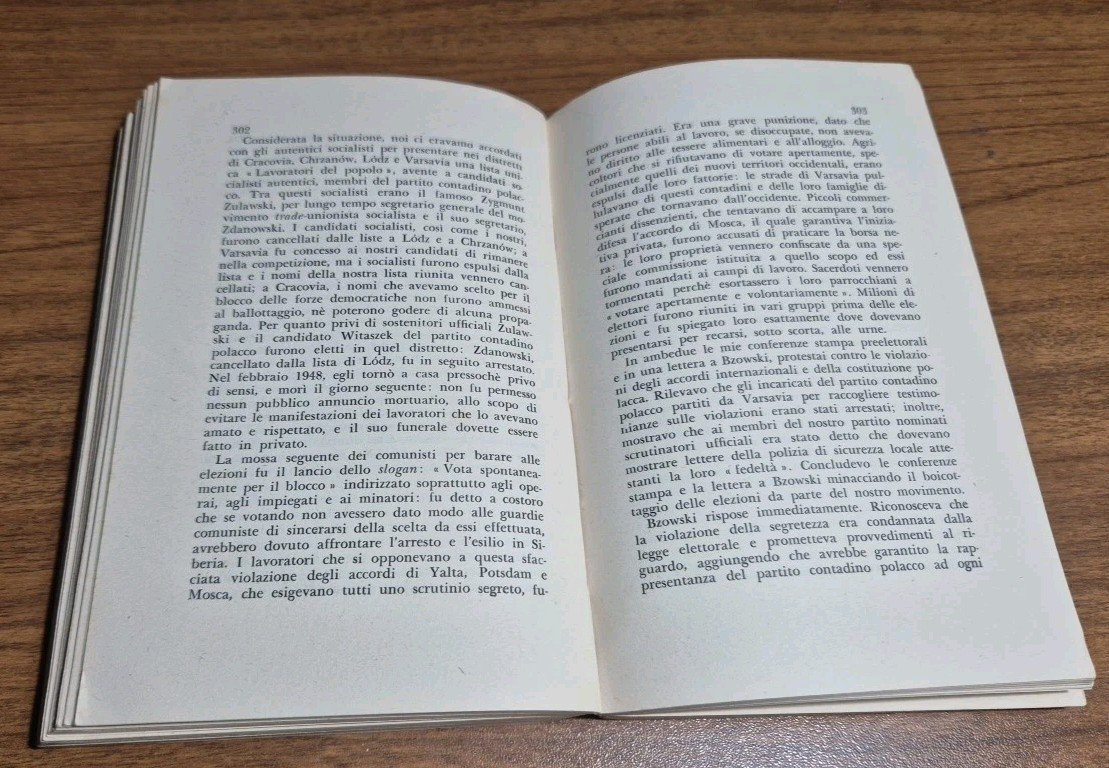 302
Considerata la situazione, noi ci eravamo accordati
con gli autentici socialisti per presentare nei distretti
di Cracovia, Chrzanów, Lódz e Varsavia una lista uni-
ca « Lavoratori del popolo », avente a candidati so-
cialisti autentici, membri del partito contadino polac-
co. Tra questi socialisti erano il famoso Zygmunt
Zulawski, per lungo tempo segretario generale del mo-
vimento trade-unionista socialista e il suo segretario,
Zdanowski. I candidati socialisti, così come i nostri,
furono cancellati dalle liste a Lódz e a Chrzanów; a
Varsavia fu concesso ai nostri candidati di rimanere
nella competizione, ma i socialisti furono espulsi dalla
lista e i nomi della nostra lista riunita vennero can-
cellati; a Cracovia, i nomi che avevamo scelto per il
blocco delle forze democratiche non furono ammessi
al ballottaggio, nè poterono godere di alcuna propa-
ganda. Per quanto privi di sostenitori ufficiali Zulaw-
ski e il candidato Witaszek del partito contadino
polacco furono eletti in quel distretto: Zdanowski,
cancellato dalla lista di Lódz, fu in seguito arrestato.
Nel febbraio 1948, egli tornò a casa pressochè privo
di sensi, e morì il giorno seguente: non fu permesso
nessun pubblico annuncio mortuario, allo scopo di
evitare le manifestazioni dei lavoratori che lo avevano
amato e rispettato, e il suo funerale dovette essere
fatto in privato.
La mossa seguente dei comunisti per barare alle
elezioni fu il lancio dello slogan: « Vota spontanea-
mente per il blocco » indirizzato soprattutto agli ope-
rai, agli impiegati e ai minatori: fu detto a costoro
che se votando non avessero dato modo alle guardie
comuniste di sincerarsi della scelta da essi effettuata,
avrebbero dovuto affrontare l'arresto e l'esilio in Si-
beria. I lavoratori che si opponevano a questa sfac-
ciata violazione degli accordi di Yalta, Potsdam e
Mosca, che esigevano tutti uno scrutinio segreto, fu-
303
rono licenziati. Era una grave punizione, dato che
le persone abili al lavoro, se disoccupate, non aveva-
no diritto alle tessere alimentari e all'alloggio. Agri-
coltori che si rifiutavano di votare apertamente, spe-
cialmente quelli dei nuovi territori occidentali, erano
espulsi dalle loro fattorie: le strade di Varsavia pul-
lulavano di questi contadini e delle loro famiglie di-
sperate che tornavano dall'occidente. Piccoli commer-
cianti dissenzienti, che tentavano di accampare a loro
difesa l'accordo di Mosca, il quale garantiva l'inizia-
tiva privata, furono accusati di praticare la borsa ne-
ra: le loro proprietà vennero confiscate da una spe-
ciale commissione istituita a quello scopo ed essi
furono mandati ai campi di lavoro. Sacerdoti vennero
tormentati perchè esortassero i loro parrocchiani a
« votare apertamente e volontariamente ». Milioni di
elettori furono riuniti in vari gruppi prima delle ele-
zioni e fu spiegato loro esattamente dove dovevano
presentarsi per recarsi, sotto scorta, alle urne.
In ambedue le mie conferenze stampa preelettorali
e in una lettera a Bzowski, protestai contro le violazio-
ni degli accordi internazionali e della costituzione po-
lacca. Rilevavo che gli incaricati del partito contadino
polacco partiti da Varsavia per raccogliere testimo-
nianze sulle violazioni erano stati arrestati; inoltre,
mostravo che ai membri del nostro partito nominati
scrutinatori ufficiali era stato detto che dovevano
mostrare lettere della polizia di sicurezza locale atte-
stanti la loro « fedeltà ». Concludevo le conferenze
stampa e la lettera a Bzowski minacciando il boicot-
taggio delle elezioni da parte del nostro movimento.
Bzowski rispose immediatamente. Riconosceva che
la violazione della segretezza era condannata dalla
legge elettorale e prometteva provvedimenti al ri-
guardo, aggiungendo che avrebbe garantito la rap-
presentanza del partito contadino polacco ad ogni